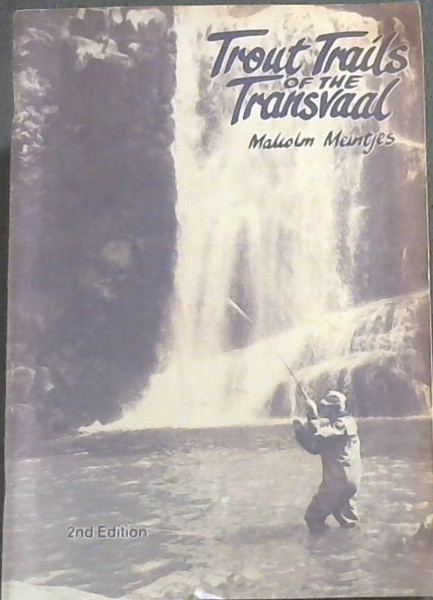 Trout Trails
OF THE
Transvaal
Malcolm Meintjes
2nd Edition